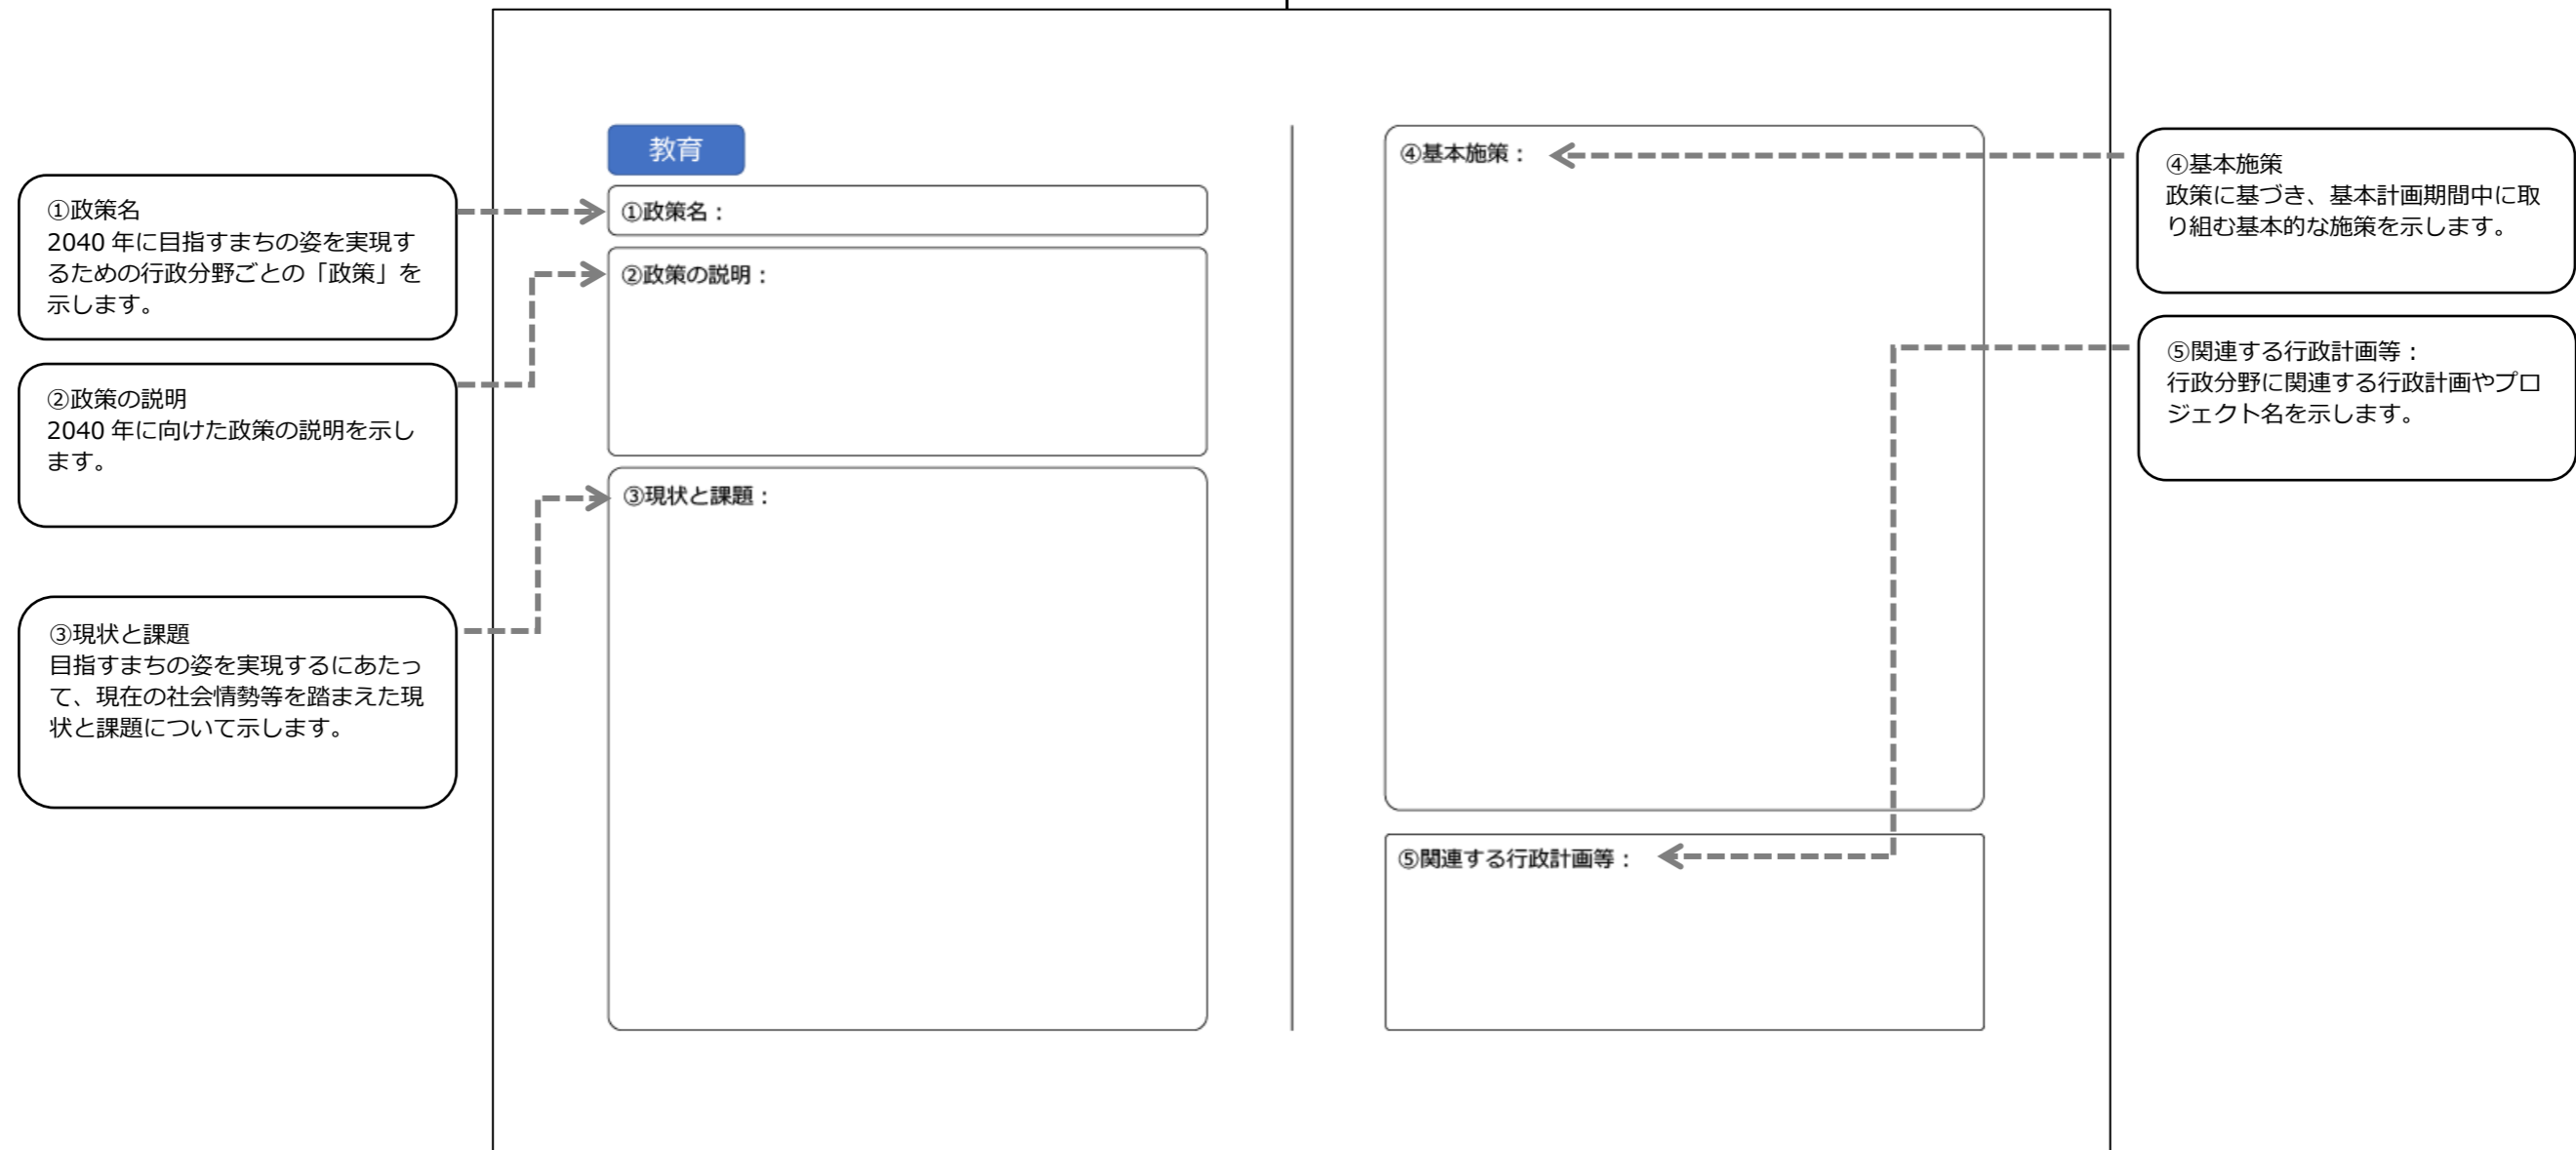 ①政策名
2040 年に目指すまちの姿を実現す
るための行政分野ごとの「政策」を
示します。
②政策の説明
2040 年に向けた政策の説明を示し
ます。
③現状と課題
目指すまちの姿を実現するにあたっ
て、現在の社会情勢等を踏まえた現
状と課題について示します。
教育
①政策名：
②政策の説明：
③現状と課題：
④基本施策：
⑤関連する行政計画等：
④基本施策
政策に基づき、基本計画期間中に取
り組む基本的な施策を示します。
⑤関連する行政計画等：
行政分野に関連する行政計画やプロ
ジェクト名を示します。